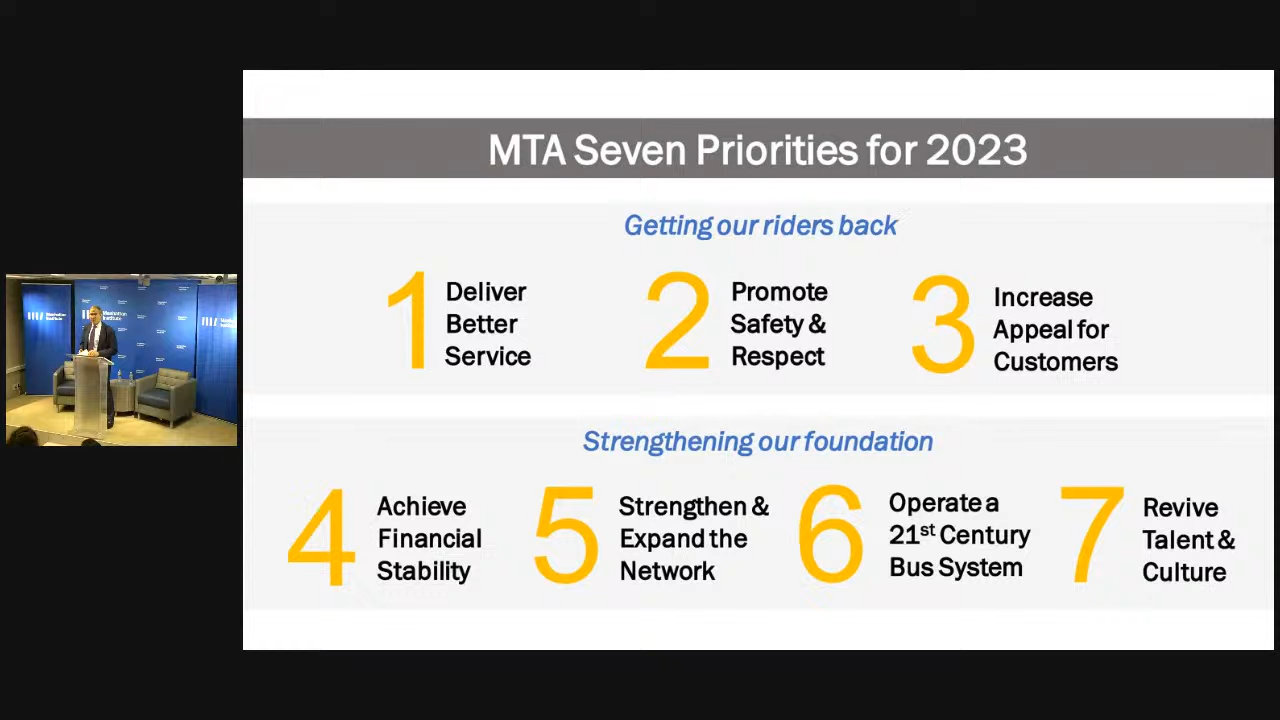 MTA Seven Priorities for 2023
Getting our riders back
1
Deliver
Better
Service
2
Promote
Safety &
Respect
3
Increase
Appeal for
Customers
Strengthening our foundation
4
Achieve
Financial
Stability
5
Strengthen &
Expand the
Network
6
Operate a
21st Century
Bus System
7
Revive
Talent &
Culture
Manhattan
Institute